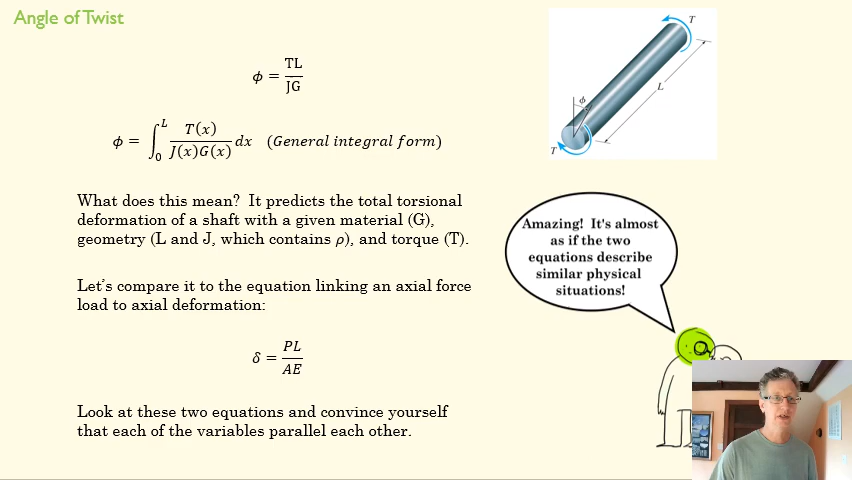 Angle of Twist
ϕ = TL/JG
ϕ = ∫₀ᴸ T(x)/J(x)G(x) dx (General integral form)
T
L
ϕ
T
What does this mean? It predicts the total torsional
deformation of a shaft with a given material (G),
geometry (L and J, which contains ρ), and torque (T).
Amazing! It's almost
as if the two
equations describe
similar physical
situations!
Let's compare it to the equation linking an axial force
load to axial deformation:
δ = PL/AE
Look at these two equations and convince yourself
that each of the variables parallel each other.